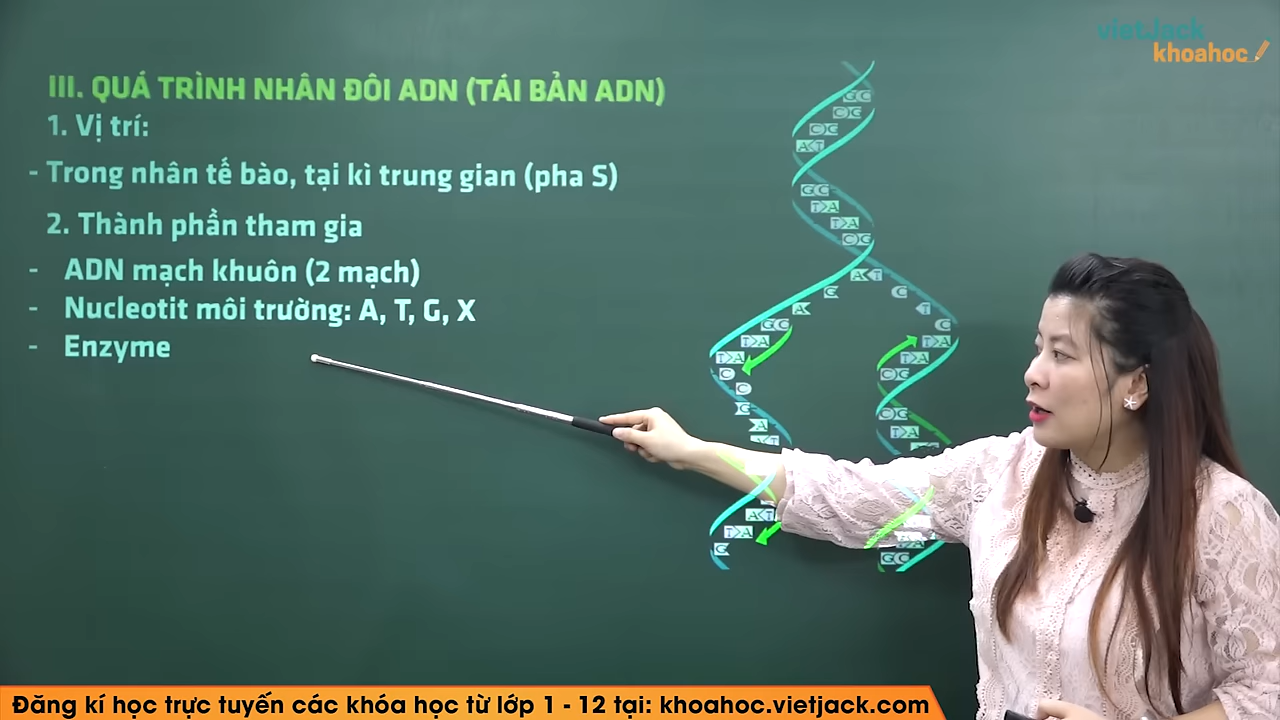 vietJack
khoahoc
III. QUÁ TRÌNH NHÂN ĐÔI ADN (TÁI BẢN ADN)
1. Vị trí:
- Trong nhân tế bào, tại kì trung gian (pha S)
2. Thành phần tham gia
- ADN mạch khuôn (2 mạch)
- Nucleotit môi trường: A, T, G, X
- Enzyme
Đăng kí học trực tuyến các khóa học từ lớp 1 - 12 tại: khoahoc.vietjack.com